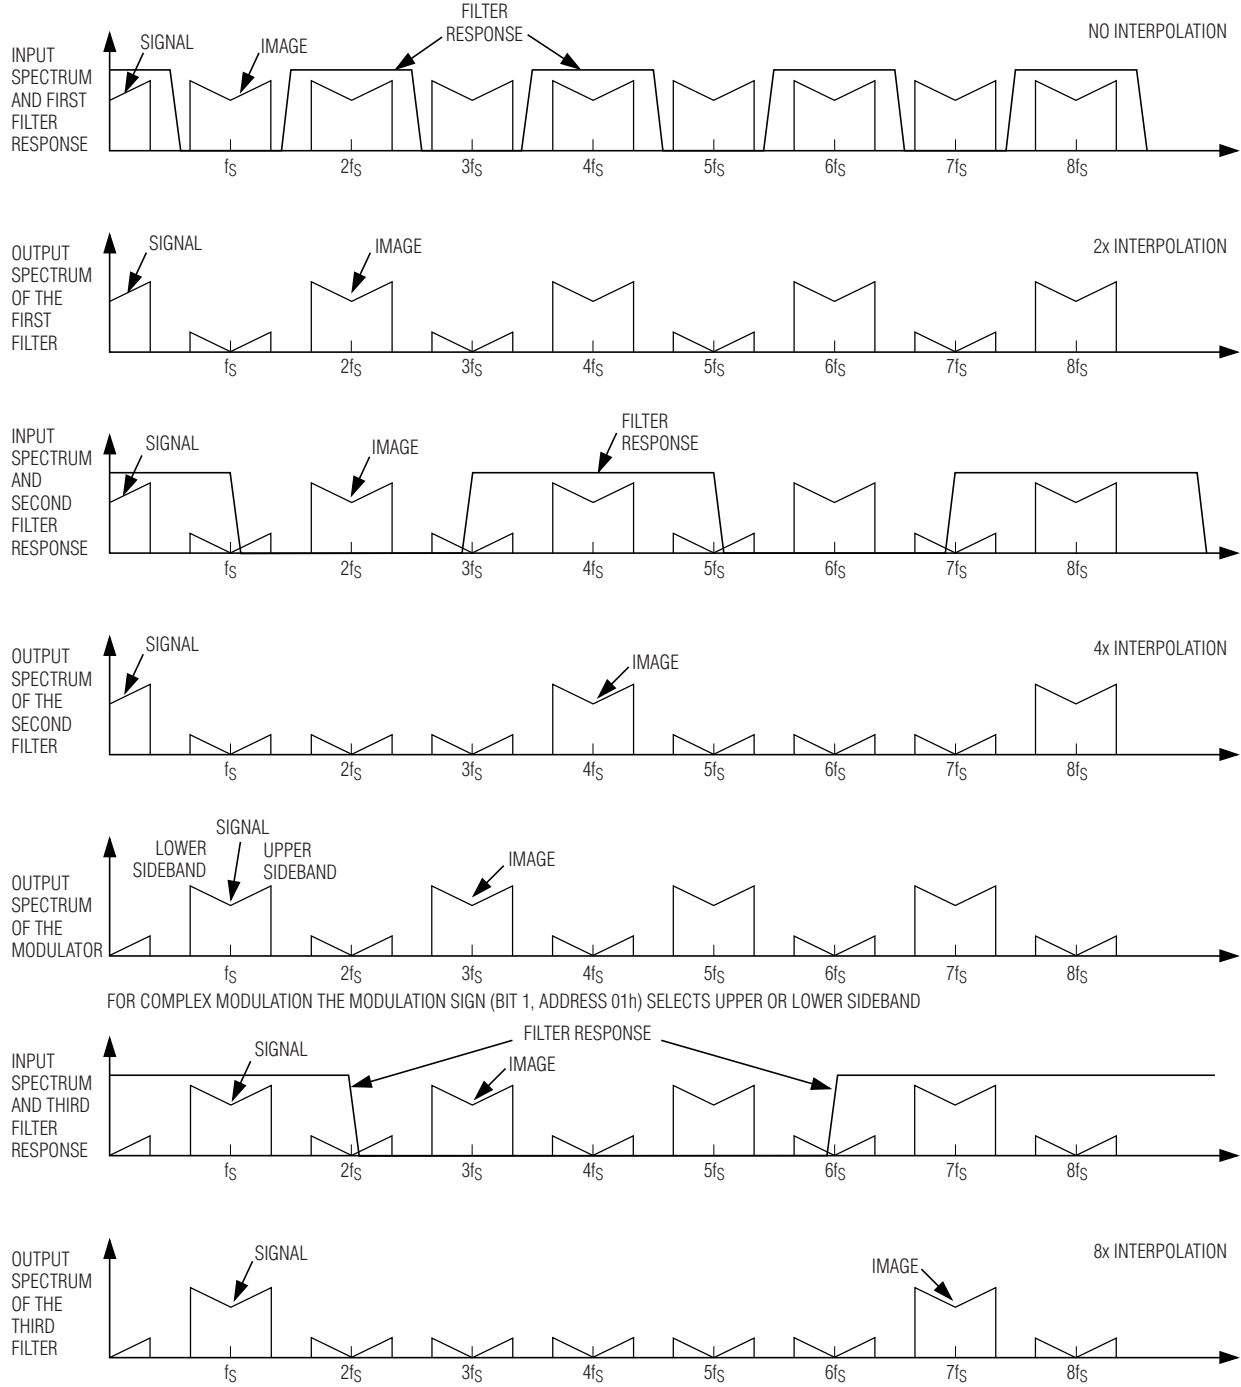 FILTER
RESPONSE
NO INTERPOLATION
SIGNAL
IMAGE
INPUT
SPECTRUM
AND FIRST
FILTER
RESPONSE
fS 2fS 3fS 4fS 5fS 6fS 7fS 8fS
OUTPUT
SPECTRUM
OF THE
FIRST
FILTER
SIGNAL
IMAGE
2x INTERPOLATION
fS 2fS 3fS 4fS 5fS 6fS 7fS 8fS
INPUT
SPECTRUM
AND
SECOND
FILTER
RESPONSE
SIGNAL
IMAGE
FILTER
RESPONSE
fS 2fS 3fS 4fS 5fS 6fS 7fS 8fS
OUTPUT
SPECTRUM
OF THE
SECOND
FILTER
SIGNAL
IMAGE
4x INTERPOLATION
fS 2fS 3fS 4fS 5fS 6fS 7fS 8fS
OUTPUT
SPECTRUM
OF THE
MODULATOR
LOWER
SIDEBAND
SIGNAL
UPPER
SIDEBAND
IMAGE
fS 2fS 3fS 4fS 5fS 6fS 7fS 8fS
FOR COMPLEX MODULATION THE MODULATION SIGN (BIT 1, ADDRESS 01h) SELECTS UPPER OR LOWER SIDEBAND
INPUT
SPECTRUM
AND THIRD
FILTER
RESPONSE
SIGNAL
FILTER RESPONSE
IMAGE
fS 2fS 3fS 4fS 5fS 6fS 7fS 8fS
OUTPUT
SPECTRUM
OF THE
THIRD
FILTER
SIGNAL
IMAGE
8x INTERPOLATION
fS 2fS 3fS 4fS 5fS 6fS 7fS 8fS